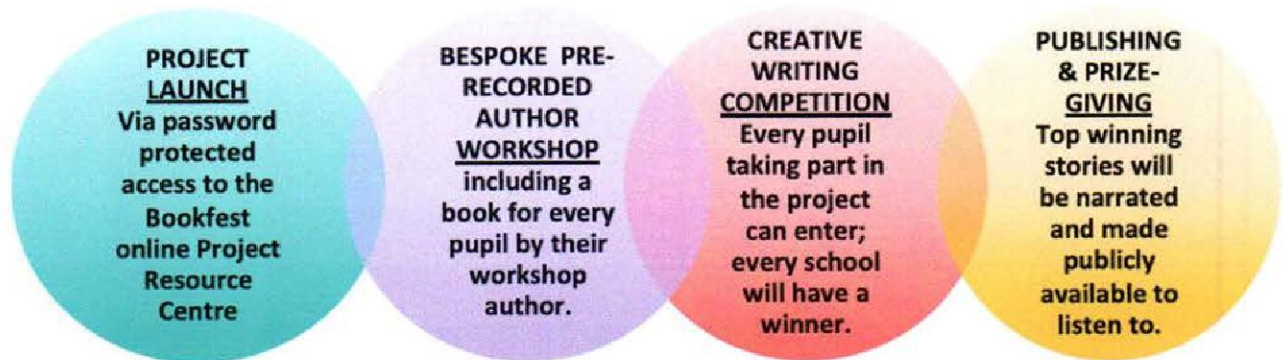 PROJECT
LAUNCH
Via password
protected
access to the
Bookfest
online Project
Resource
Centre
BESPOKE PRE-
RECORDED
AUTHOR
WORKSHOP
including a
book for every
pupil by their
workshop
author.
CREATIVE
WRITING
COMPETITION
Every pupil
taking part in
the project
can enter;
every school
will have a
winner.
PUBLISHING
& PRIZE-
GIVING
Top winning
stories will
be narrated
and made
publicly
available to
listen to.